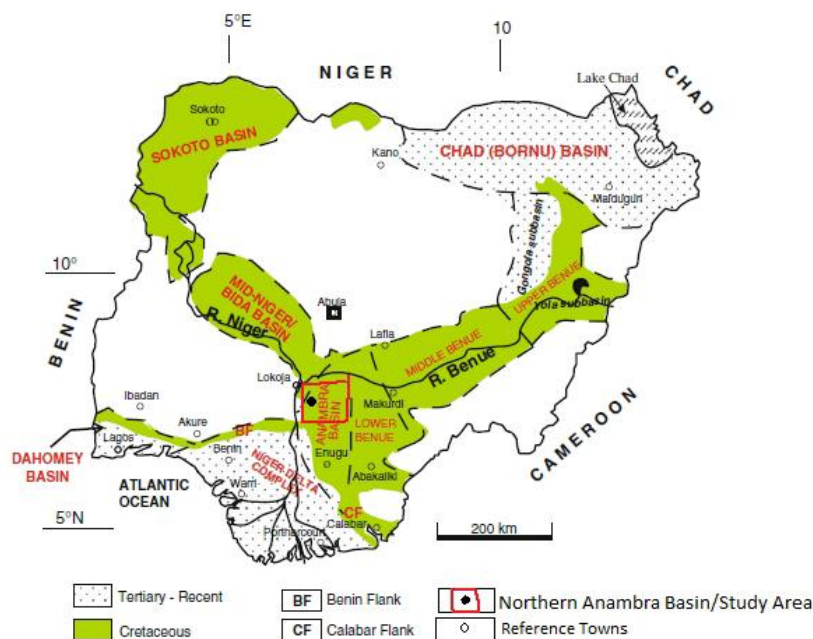 5°E
10
NIGER
CHAD
Lake Chad
Sokoto
SOKOTO BASIN
Kano
CHAD (BORNU) BASIN
Maiduguri
Gongola subbasin
10°
BENIN
MID-NIGER/
BIDA BASIN
R. Niger
Abuja
UPPER BENUE
Yola subbasin
Lafia
MIDDLE BENUE
R. Benue
Lokoja
Makurdi
ANAMBRA
BASIN
LOWER
BENUE
CAMEROON
Ibadan
Akure
BF
Lagos
Benin
Enugu
Abakaliki
DAHOMEY
BASIN
NIGER DELTA
COMPLEX
ATLANTIC
OCEAN
Warri
CF
Calabar
5°N
Portharcourt
200 km
Tertiary - Recent
BF Benin Flank
Northern Anambra Basin/Study Area
Cretaceous
CF Calabar Flank
Reference Towns